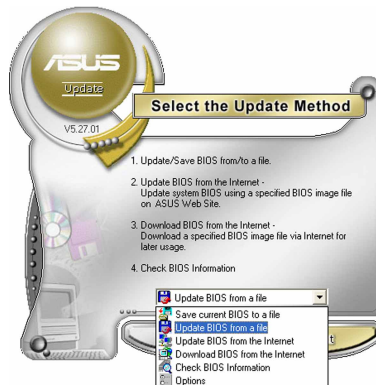 ASUS
Update
V5.27.01
Select the Update Method
1. Update/Save BIOS from/to a file.
2. Update BIOS from the Internet -
Update system BIOS using a specified BIOS image file
on ASUS Web Site.
3. Download BIOS from the Internet -
Download a specified BIOS image file via Internet for
later usage.
4. Check BIOS Information
Update BIOS from a file
Save current BIOS to a file
Update BIOS from a file
Update BIOS from the Internet
Download BIOS from the Internet
Check BIOS Information
Options